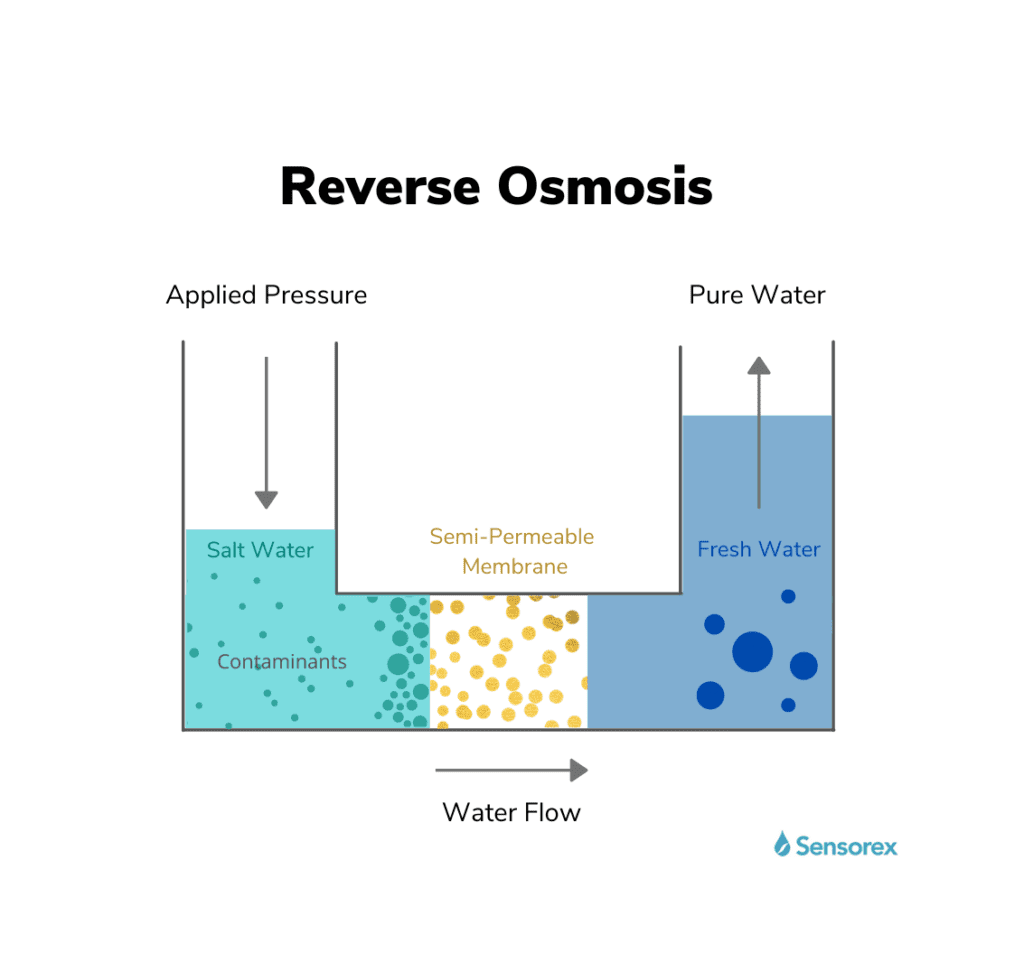 Reverse Osmosis
Applied Pressure
Pure Water
Semi-Permeable
Membrane
Salt Water
Fresh Water
Contaminants
Water Flow
Sensorex